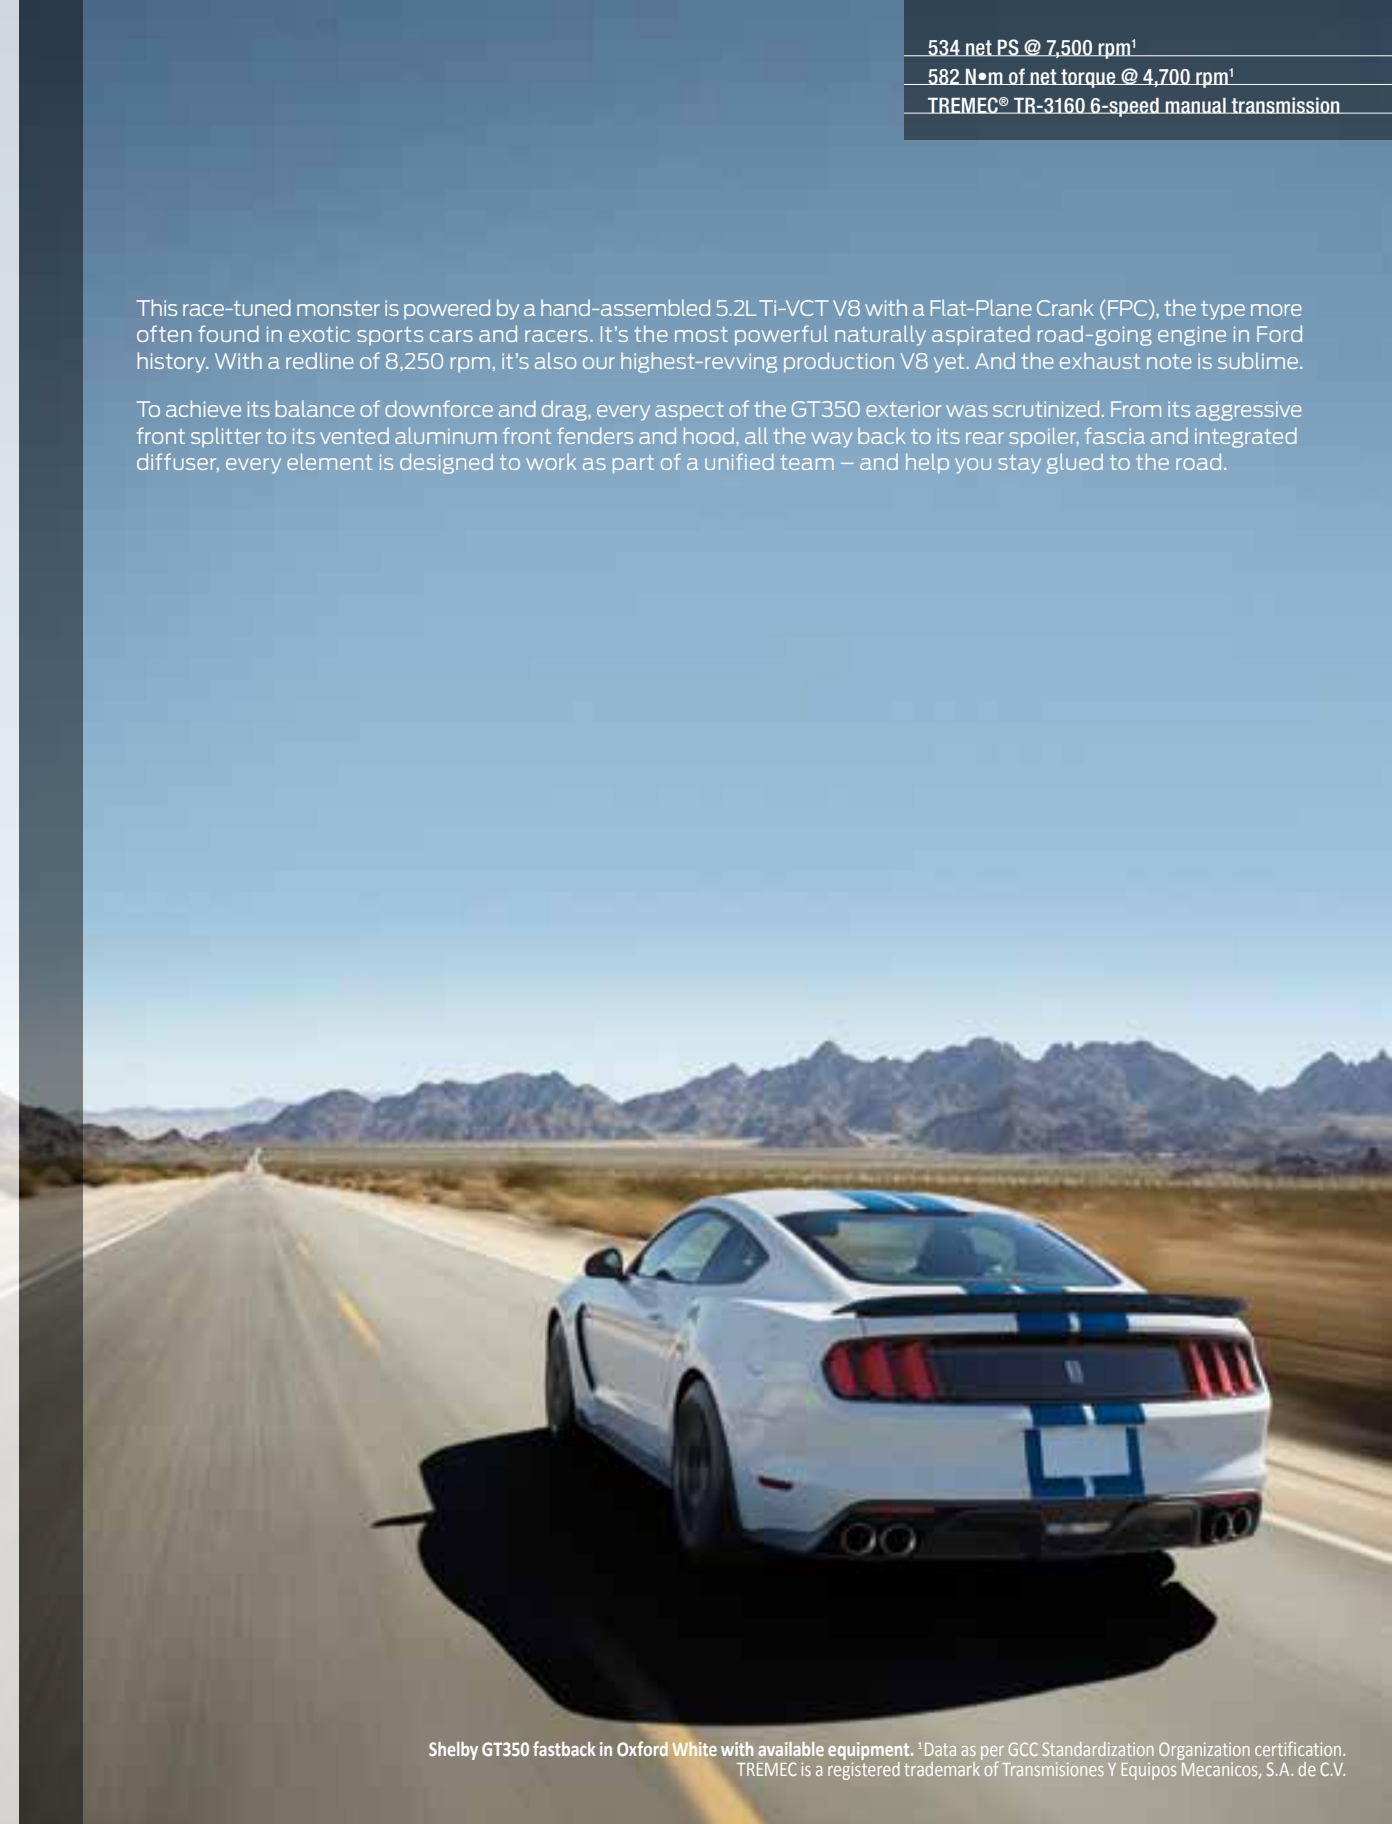 534 net PS @ 7,500 rpm¹
582 N•m of net torque @ 4,700 rpm¹
TREMEC® TR-3160 6-speed manual transmission
This race-tuned monster is powered by a hand-assembled 5.2L Ti-VCT V8 with a Flat-Plane Crank (FPC), the type more
often found in exotic sports cars and racers. It’s the most powerful naturally aspirated road-going engine in Ford
history. With a redline of 8,250 rpm, it’s also our highest-revving production V8 yet. And the exhaust note is sublime.
To achieve its balance of downforce and drag, every aspect of the GT350 exterior was scrutinized. From its aggressive
front splitter to its vented aluminum front fenders and hood, all the way back to its rear spoiler, fascia and integrated
diffuser, every element is designed to work as part of a unified team – and help you stay glued to the road.
Shelby GT350 fastback in Oxford White with available equipment. ¹Data as per GCC Standardization Organization certification.
TREMEC is a registered trademark of Transmisiones Y Equipos Mecanicos, S.A. de C.V.